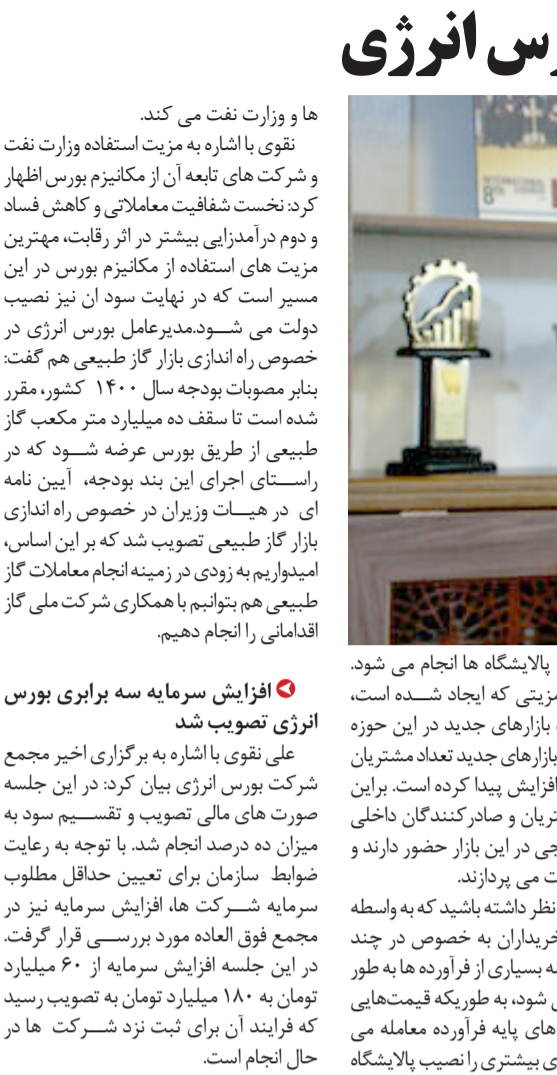 س انرژی
پالایشگاه ها انجام می شود.
مزیتی که ایجاد شده است،
بازارهای جدید در این حوزه
بازارهای جدید تعداد مشتریان
افزایش پیدا کرده است. براین
تریان و صادرکنندگان داخلی
جی در این بازار حضور دارند و
ت می پردازند.
نظر داشته باشید که به واسطه
خریداران به خصوص در چند
له بسیاری از فرآورده ها به طور
شود، به طوریکه قیمت‌هایی
های پایه فرآورده معامله می
ی بیشتری را نصیب پالایشگاه
ها و وزارت نفت می کند.
نقوی با اشاره به مزیت استفاده وزارت نفت
و شرکت های تابعه آن از مکانیزم بورس اظهار
کرد: نخست شفافیت معاملاتی و کاهش فساد
و دوم درآمدزایی بیشتر در اثر رقابت، مهترین
مزیت های استفاده از مکانیزم بورس در این
مسیر است که در نهایت سود ان نیز نصیب
دولت می شود.مدیرعامل بورس انرژی در
خصوص راه اندازی بازار گاز طبیعی هم گفت:
بنابر مصوبات بودجه سال ۱۴۰۰ کشور، مقرر
شده است تا سقف ده میلیارد متر مکعب گاز
طبیعی از طریق بورس عرضه شود که در
راستای اجرای این بند بودجه، آیین نامه
ای در هیات وزیران در خصوص راه اندازی
بازار گاز طبیعی تصویب شد که بر این اساس،
امیدواریم به زودی در زمینه انجام معاملات گاز
طبیعی هم بتوانبم با همکاری شرکت ملی گاز
اقداماتی را انجام دهیم.
افزایش سرمایه سه برابری بورس
انرژی تصویب شد
علی نقوی با اشاره به برگزاری اخیر مجمع
شرکت بورس انرژی بیان کرد: در این جلسه
صورت های مالی تصویب و تقسیم سود به
میزان ده درصد انجام شد. با توجه به رعایت
ضوابط سازمان برای تعیین حداقل مطلوب
سرمایه شرکت ها، افزایش سرمایه نیز در
مجمع فوق العاده مورد بررسی قرار گرفت.
در این جلسه افزایش سرمایه از ۶۰ میلیارد
تومان به ۱۸۰ میلیارد تومان به تصویب رسید
که فرایند آن برای ثبت نزد شرکت ها در
حال انجام است.